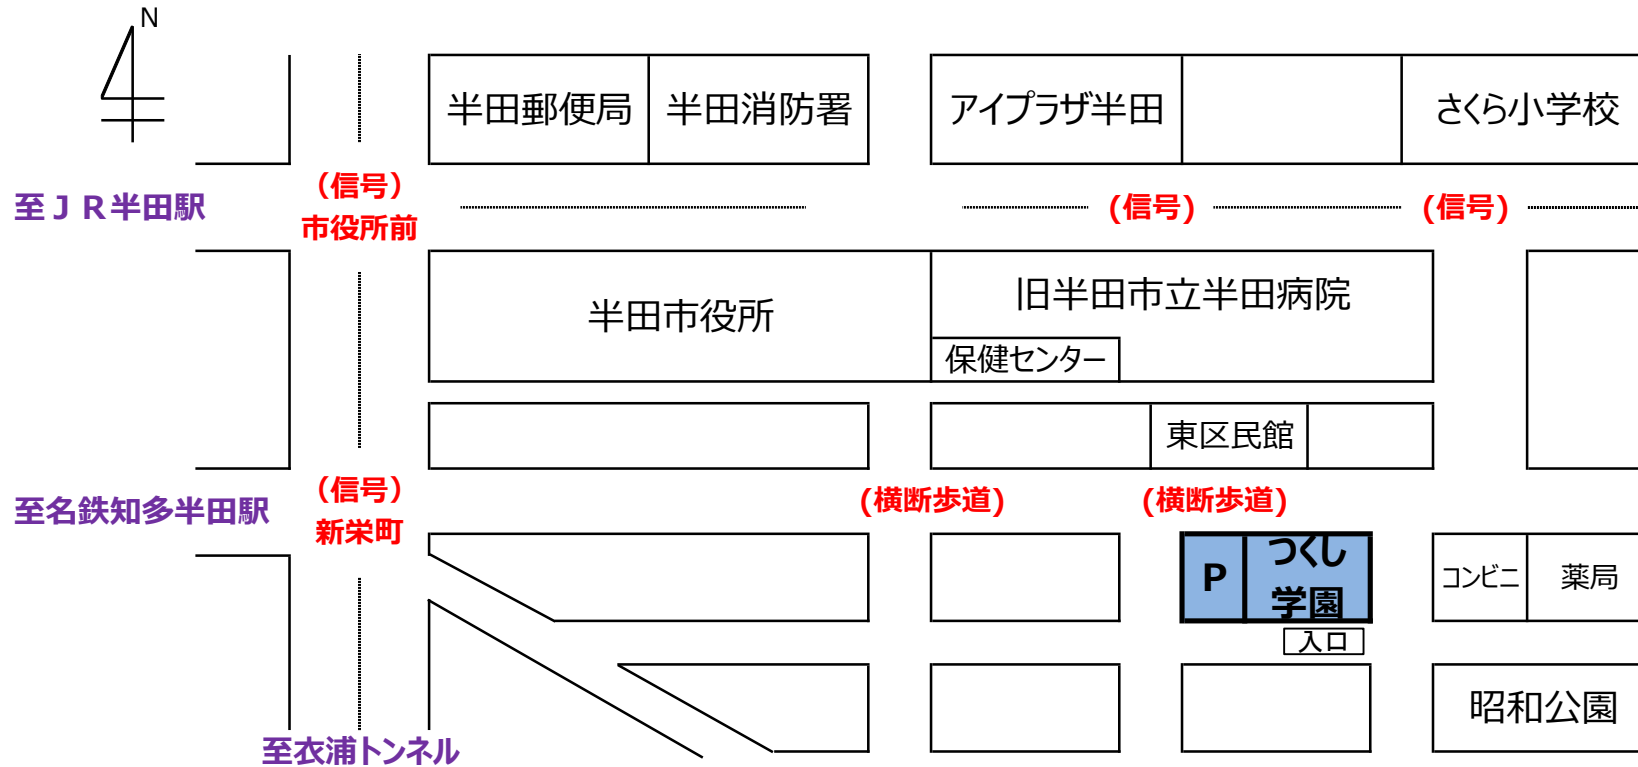 N
半田郵便局
半田消防署
アイプラザ半田
さくら小学校
至ＪＲ半田駅
(信号)
市役所前
(信号)
(信号)
半田市役所
旧半田市立半田病院
保健センター
東区民館
至名鉄知多半田駅
(信号)
新栄町
(横断歩道)
(横断歩道)
P
つくし
学園
コンビニ
薬局
入口
昭和公園
至衣浦トンネル